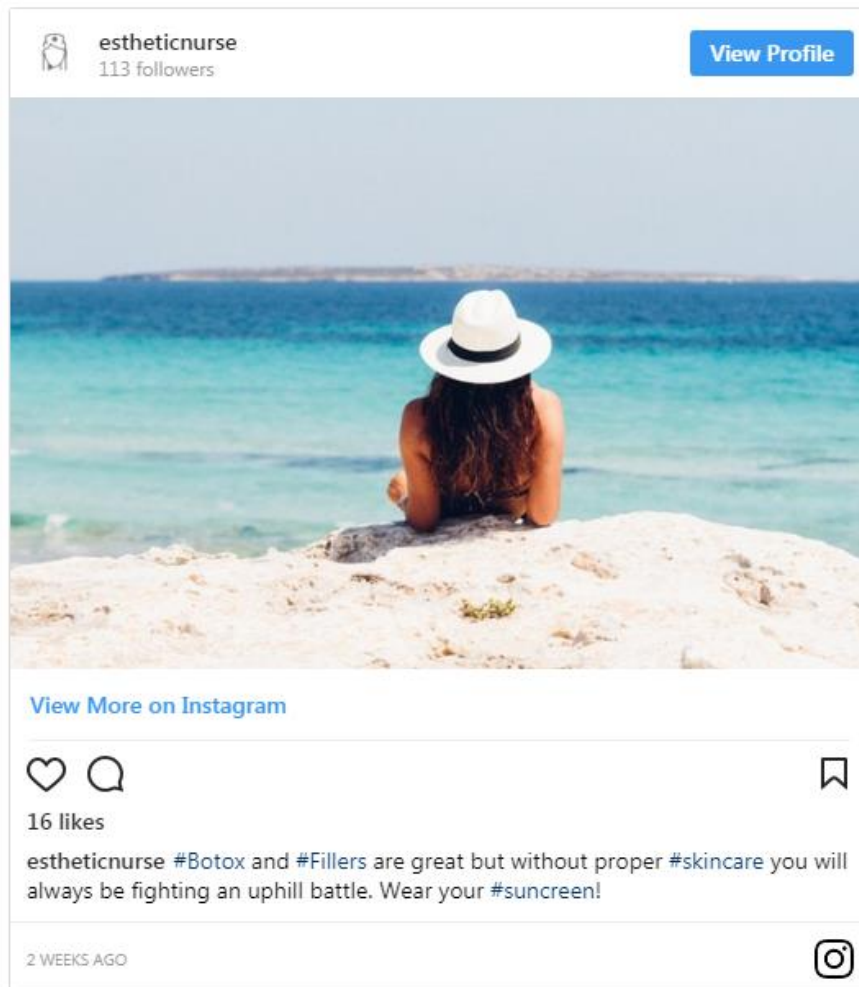 estheticnurse
113 followers
View Profile
View More on Instagram
16 likes
estheticnurse #Botox and #Fillers are great but without proper #skincare you will
always be fighting an uphill battle. Wear your #suncreen!
2 WEEKS AGO